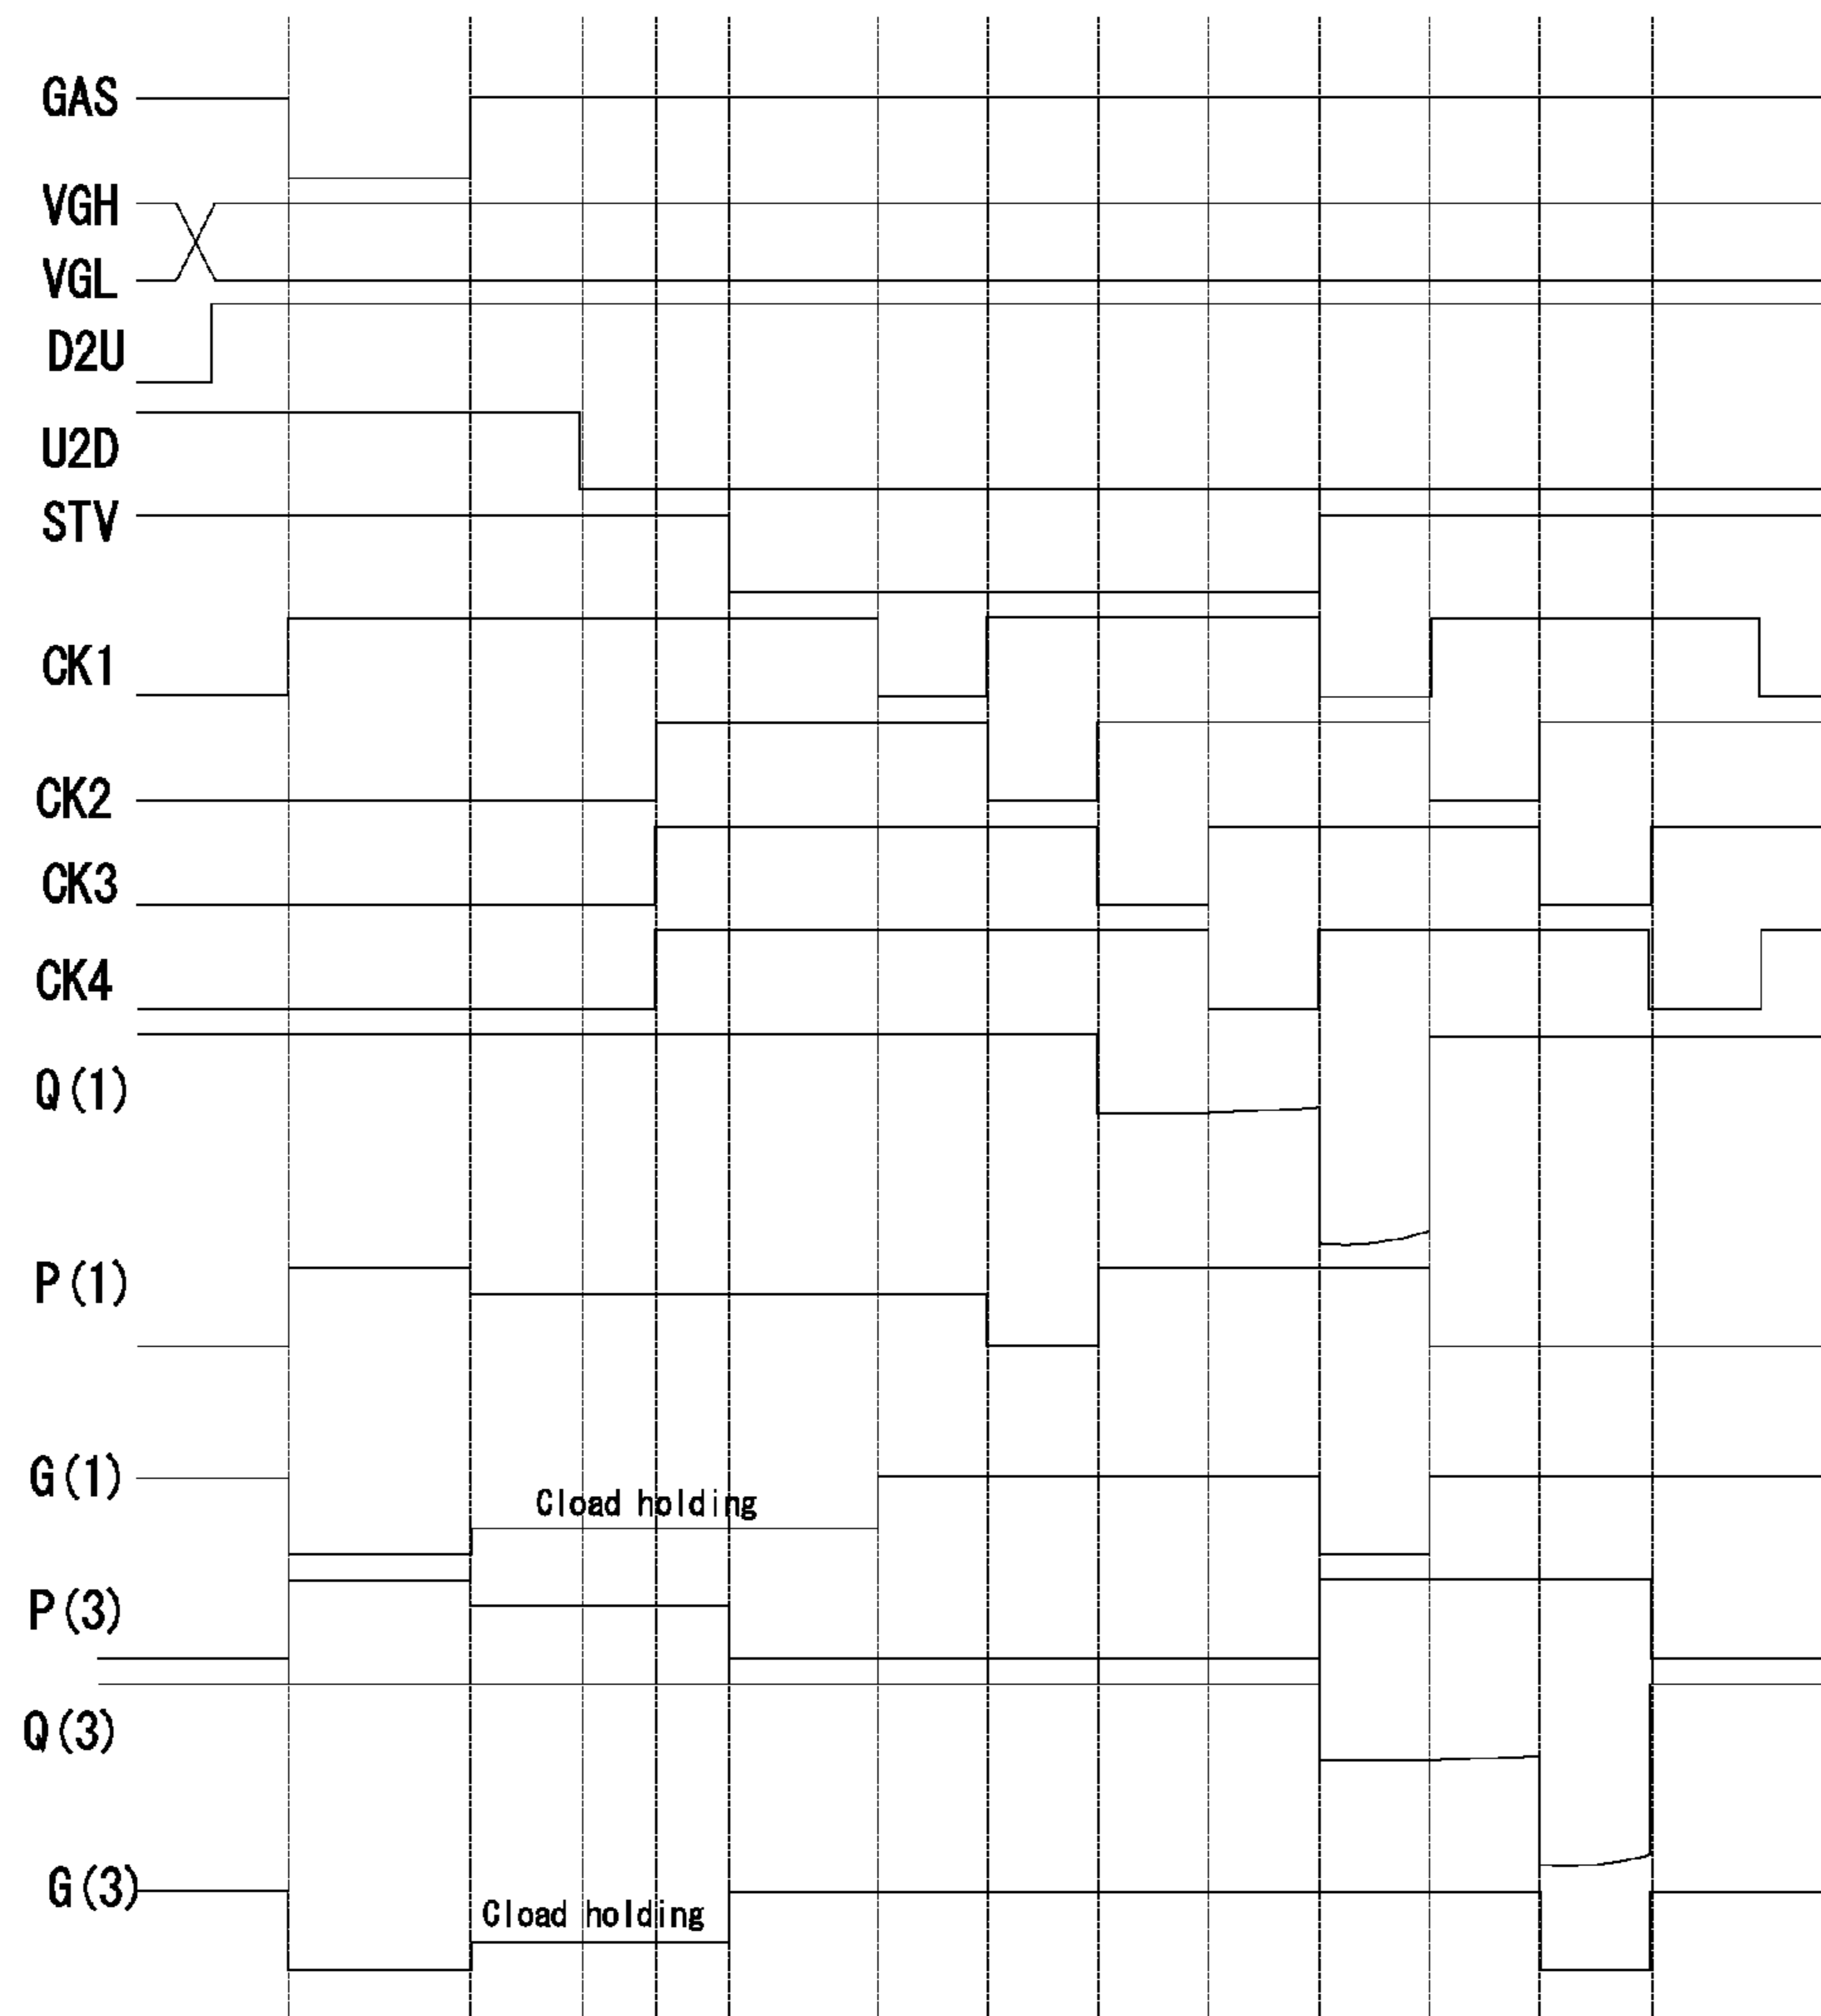 GAS
VGH
VGL
D2U
U2D
STV
CK1
CK2
CK3
CK4
Q(1)
P(1)
G(1)
Cload holding
P(3)
Q(3)
G(3)
Cload holding